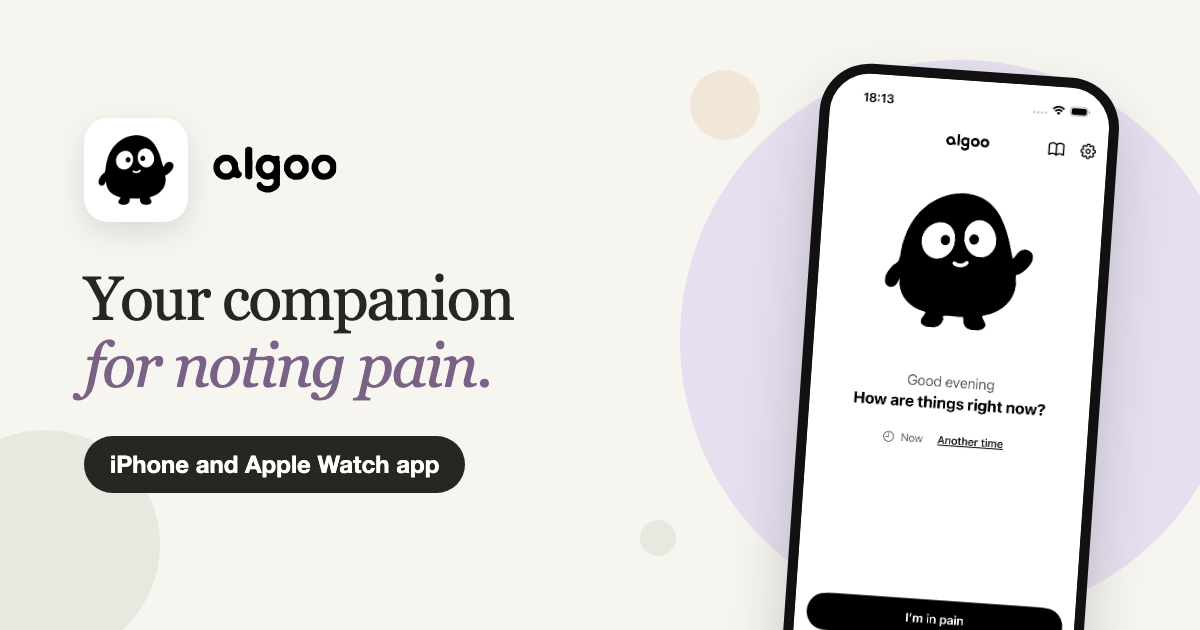 algoo
Your companion
for noting pain.
iPhone and Apple Watch app
18:13
algoo
Good evening
How are things right now?
Now Another time
I'm in pain